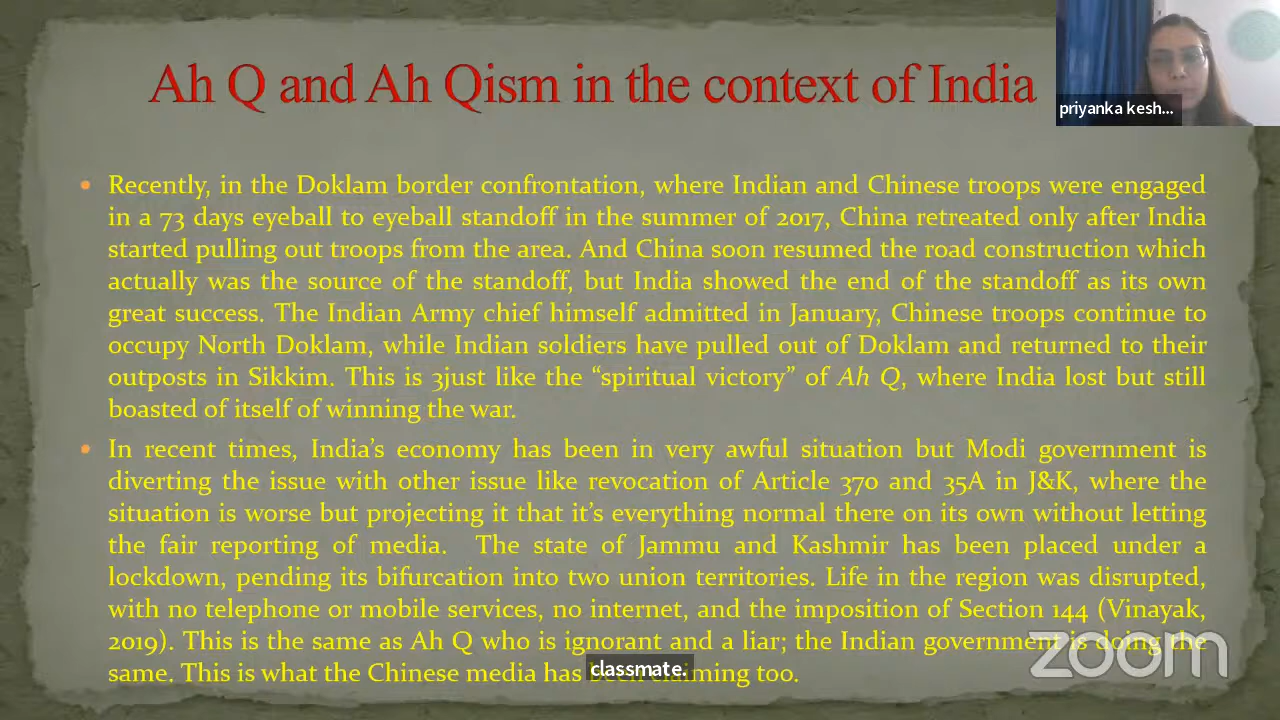 Ah Q and Ah Qism in the context of India
priyanka kesh...
• Recently, in the Doklam border confrontation, where Indian and Chinese troops were engaged
in a 73 days eyeball to eyeball standoff in the summer of 2017, China retreated only after India
started pulling out troops from the area. And China soon resumed the road construction which
actually was the source of the standoff, but India showed the end of the standoff as its own
great success. The Indian Army chief himself admitted in January, Chinese troops continue to
occupy North Doklam, while Indian soldiers have pulled out of Doklam and returned to their
outposts in Sikkim. This is 3just like the “spiritual victory” of Ah Q, where India lost but still
boasted of itself of winning the war.
• In recent times, India’s economy has been in very awful situation but Modi government is
diverting the issue with other issue like revocation of Article 370 and 35A in J&K, where the
situation is worse but projecting it that it’s everything normal there on its own without letting
the fair reporting of media. The state of Jammu and Kashmir has been placed under a
lockdown, pending its bifurcation into two union territories. Life in the region was disrupted,
with no telephone or mobile services, no internet, and the imposition of Section 144 (Vinayak,
2019). This is the same as Ah Q who is ignorant and a liar; the Indian government is doing the
same. This is what the Chinese media has claiming too.
classmate.
zoom